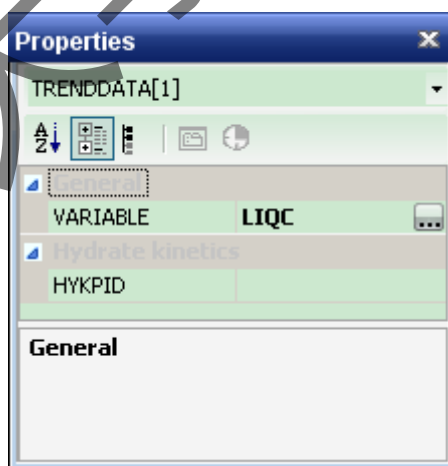 Properties
TRENDDATA[1]
General
VARIABLE LIQC ...
Hydrate kinetics
HYKPID
General